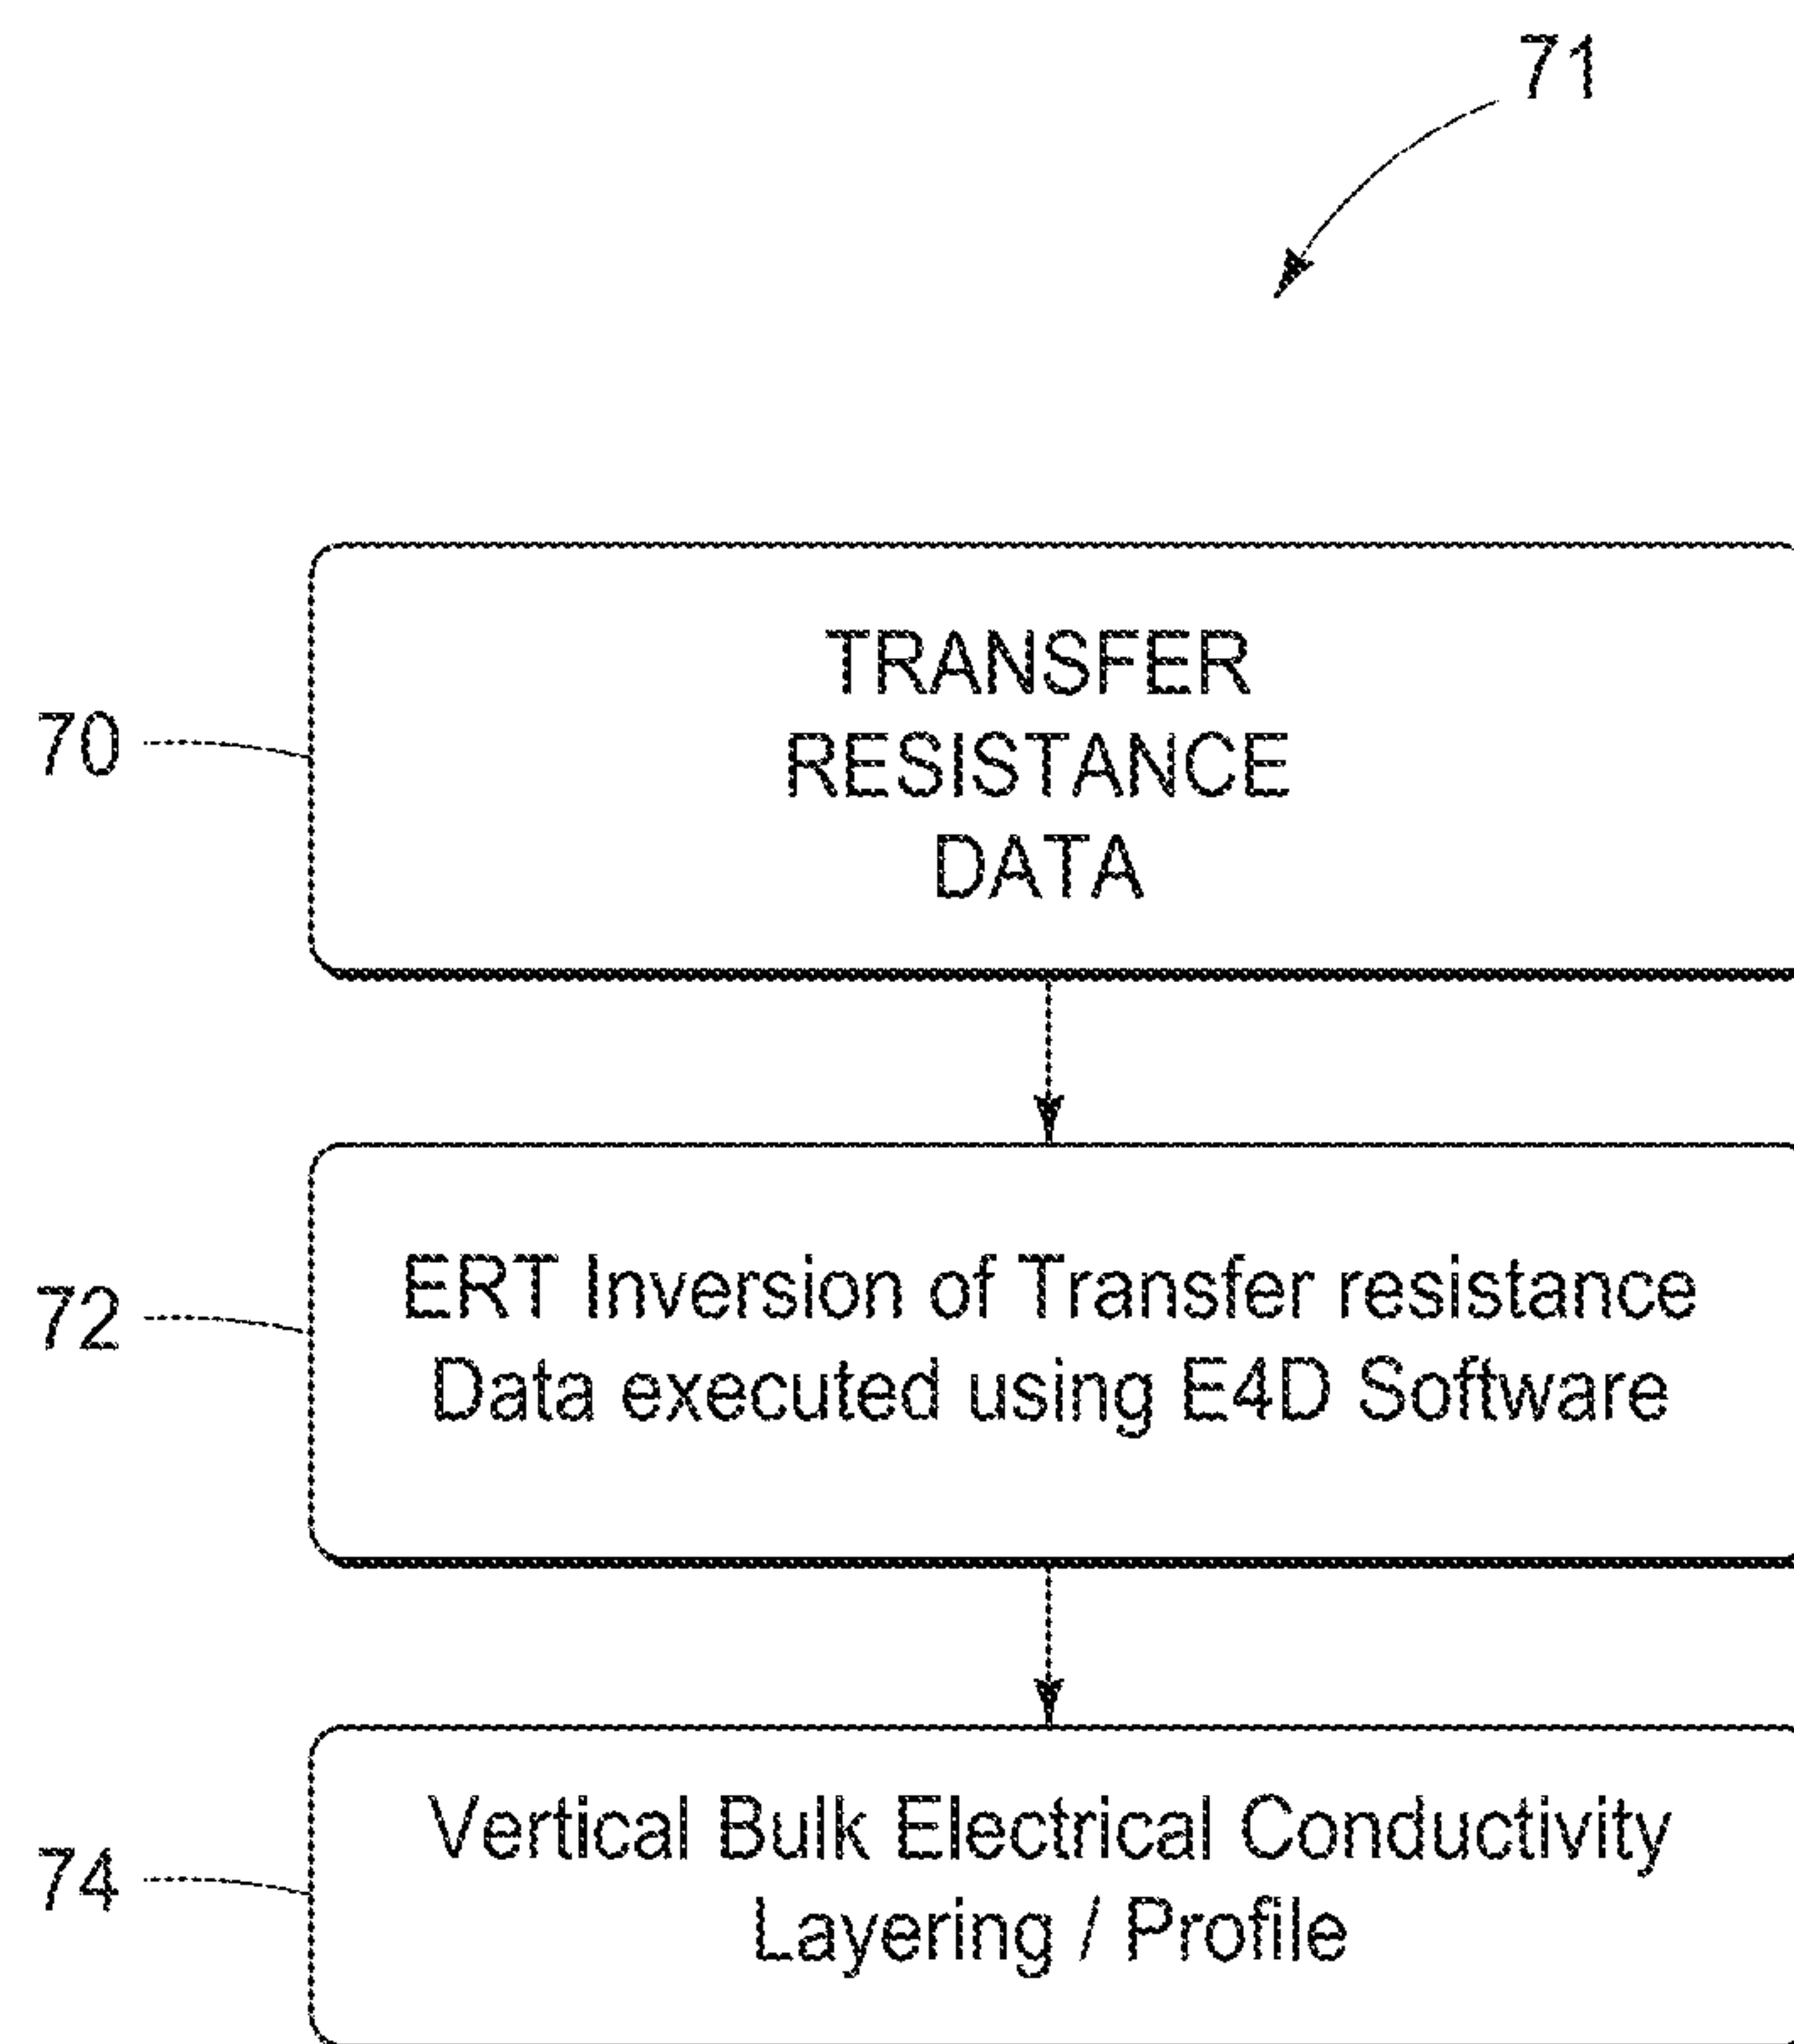 71
70
TRANSFER
RESISTANCE
DATA
72
ERT Inversion of Transfer resistance
Data executed using E4D Software
74
Vertical Bulk Electrical Conductivity
Layering / Profile